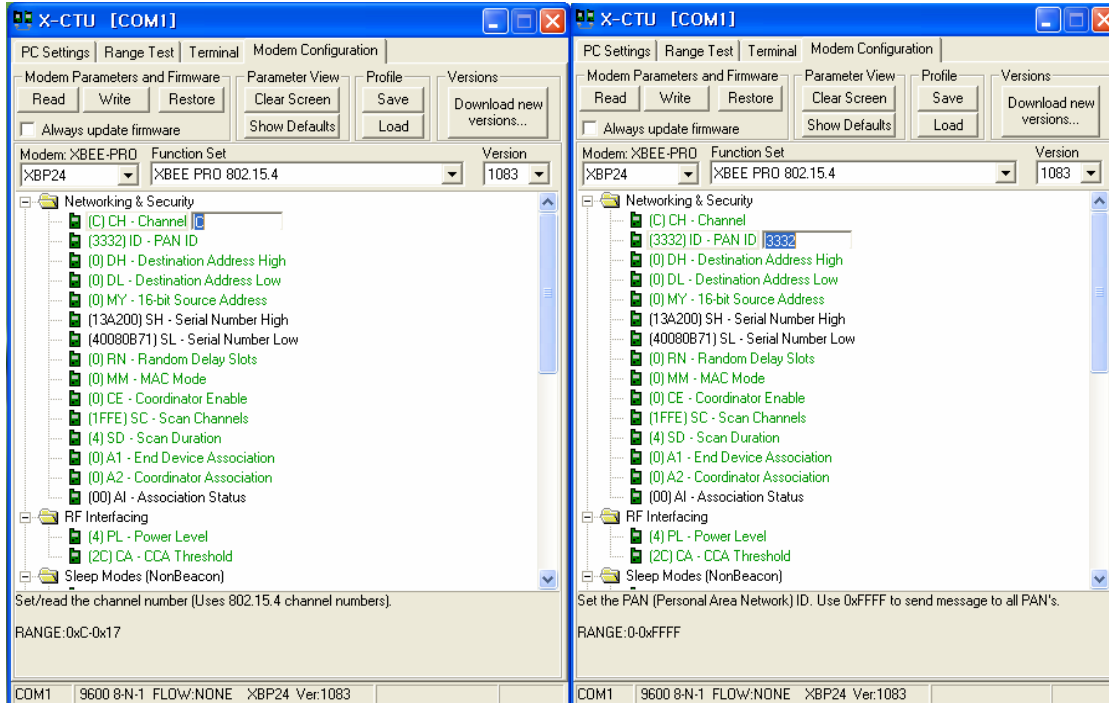 X-CTU [COM1]
PC Settings Range Test Terminal Modem Configuration
Modem Parameters and Firmware Parameter View Profile Versions
Read Write Restore Clear Screen Save Download new versions...
Always update firmware Show Defaults Load
Modem: XBEE-PRO Function Set Version
XBP24 XBEE PRO 802.15.4 1083
Networking & Security
(C) CH - Channel C
(3332) ID - PAN ID
(0) DH - Destination Address High
(0) DL - Destination Address Low
(0) MY - 16-bit Source Address
(13A200) SH - Serial Number High
(40080B71) SL - Serial Number Low
(0) RN - Random Delay Slots
(0) MM - MAC Mode
(0) CE - Coordinator Enable
(1FFE) SC - Scan Channels
(4) SD - Scan Duration
(0) A1 - End Device Association
(0) A2 - Coordinator Association
(00) AI - Association Status
RF Interfacing
(4) PL - Power Level
(2C) CA - CCA Threshold
Sleep Modes (NonBeacon)
Set/read the channel number (Uses 802.15.4 channel numbers).
RANGE:0xC-0x17
COM1 9600 8-N-1 FLOW:NONE XBP24 Ver:1083
X-CTU [COM1]
PC Settings Range Test Terminal Modem Configuration
Modem Parameters and Firmware Parameter View Profile Versions
Read Write Restore Clear Screen Save Download new versions...
Always update firmware Show Defaults Load
Modem: XBEE-PRO Function Set Version
XBP24 XBEE PRO 802.15.4 1083
Networking & Security
(C) CH - Channel
(3332) ID - PAN ID 3332
(0) DH - Destination Address High
(0) DL - Destination Address Low
(0) MY - 16-bit Source Address
(13A200) SH - Serial Number High
(40080B71) SL - Serial Number Low
(0) RN - Random Delay Slots
(0) MM - MAC Mode
(0) CE - Coordinator Enable
(1FFE) SC - Scan Channels
(4) SD - Scan Duration
(0) A1 - End Device Association
(0) A2 - Coordinator Association
(00) AI - Association Status
RF Interfacing
(4) PL - Power Level
(2C) CA - CCA Threshold
Sleep Modes (NonBeacon)
Set the PAN (Personal Area Network) ID. Use 0xFFFF to send message to all PAN's.
RANGE:0-0xFFFF
COM1 9600 8-N-1 FLOW:NONE XBP24 Ver:1083